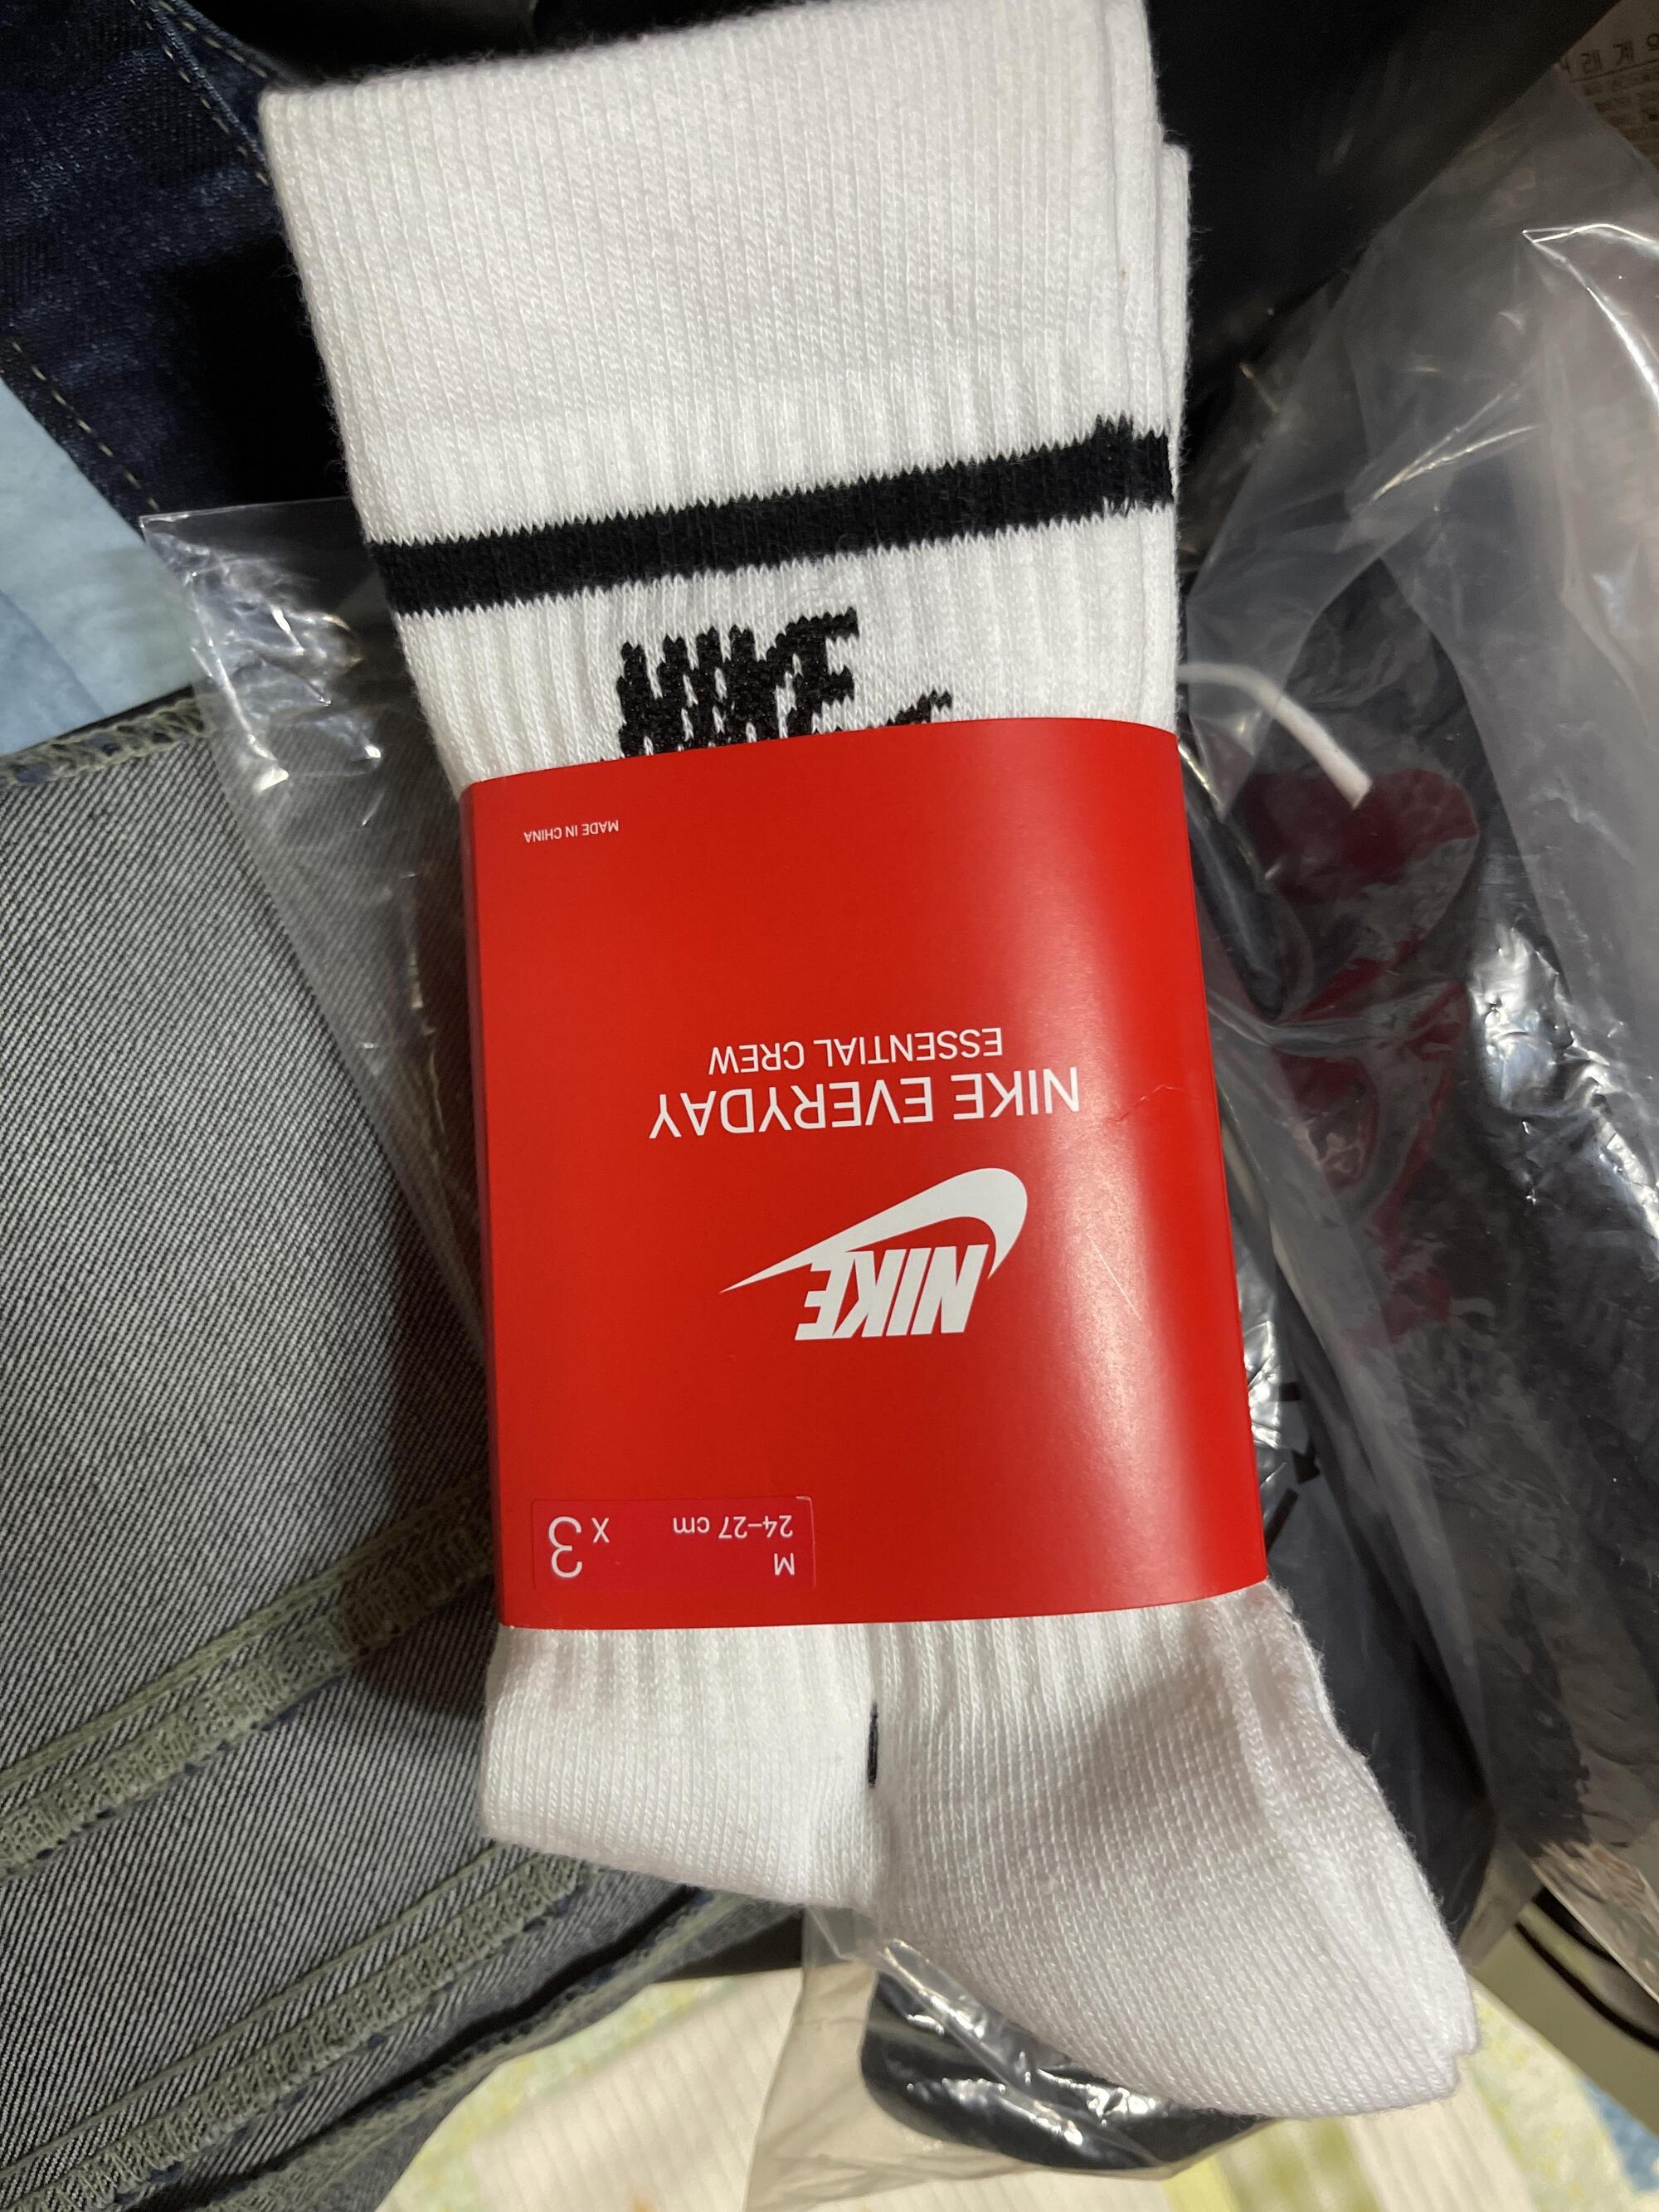 M
24–27 cm
x 3
NIKE
NIKE EVERYDAY
ESSENTIAL CREW
MADE IN CHINA
NIKE